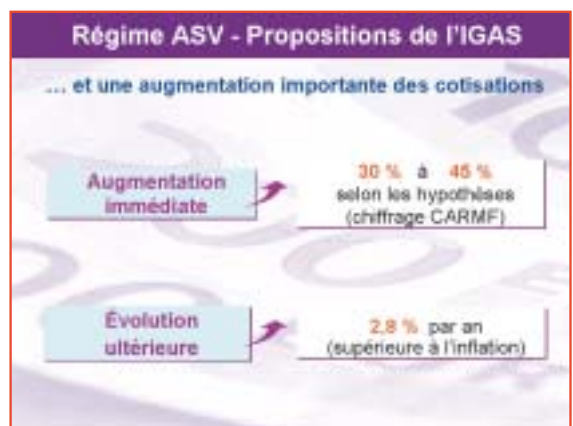 Régime ASV - Propositions de l'IGAS
... et une augmentation importante des cotisations
Augmentation
immédiate
30 % à 45 %
selon les hypothèses
(chiffrage CARMF)
Évolution
ultérieure
2,8 % par an
(supérieure à l'inflation)